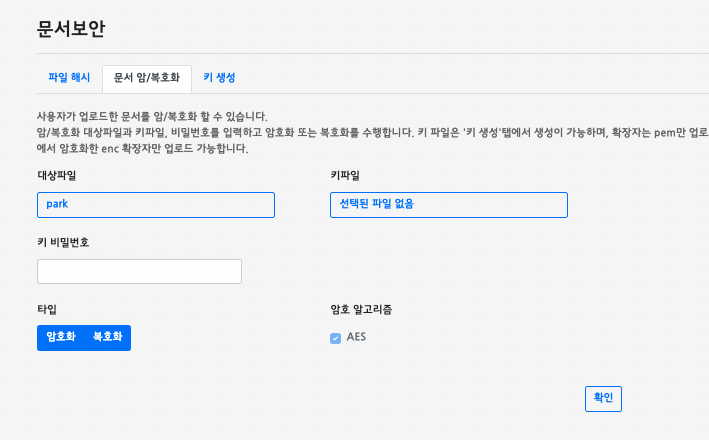 문서보안
파일 해시 문서 암/복호화 키 생성
사용자가 업로드한 문서를 암/복호화 할 수 있습니다.
암/복호화 대상파일과 키파일, 비밀번호를 입력하고 암호화 또는 복호화를 수행합니다. 키 파일은 '키 생성'탭에서 생성이 가능하며, 확장자는 pem만 업로
에서 암호화한 enc 확장자만 업로드 가능합니다.
대상파일 키파일
park 선택된 파일 없음
키 비밀번호
타입 암호 알고리즘
암호화 복호화 AES
확인